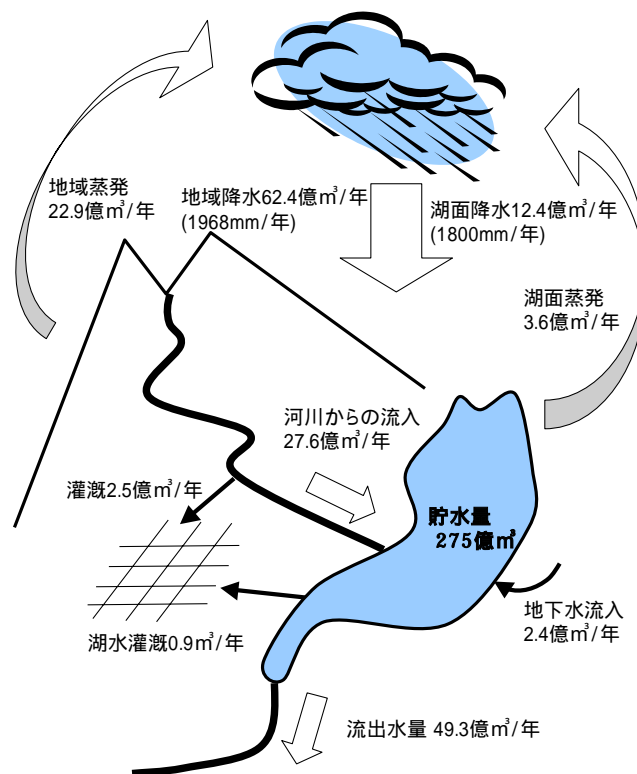 地域蒸発
22.9億㎥/年
地域降水62.4億㎥/年
(1968mm/年)
湖面降水12.4億㎥/年
(1800mm/年)
湖面蒸発
3.6億㎥/年
河川からの流入
27.6億㎥/年
灌漑2.5億㎥/年
貯水量
275億㎥
地下水流入
2.4億㎥/年
湖水灌漑0.9㎥/年
流出水量 49.3億㎥/年